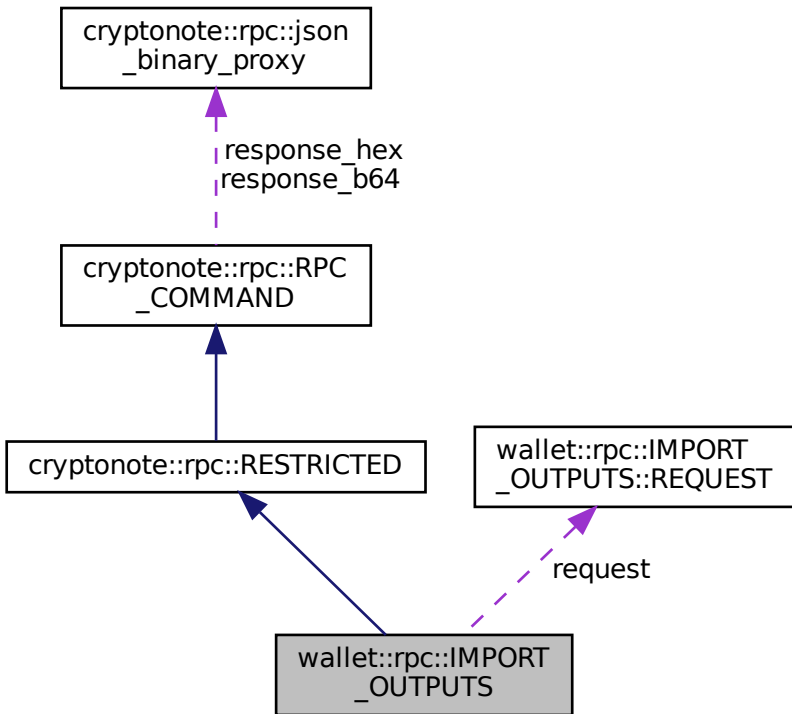 cryptonote::rpc::json
_binary_proxy
response_hex
response_b64
cryptonote::rpc::RPC
_COMMAND
cryptonote::rpc::RESTRICTED
wallet::rpc::IMPORT
_OUTPUTS::REQUEST
request
wallet::rpc::IMPORT
_OUTPUTS